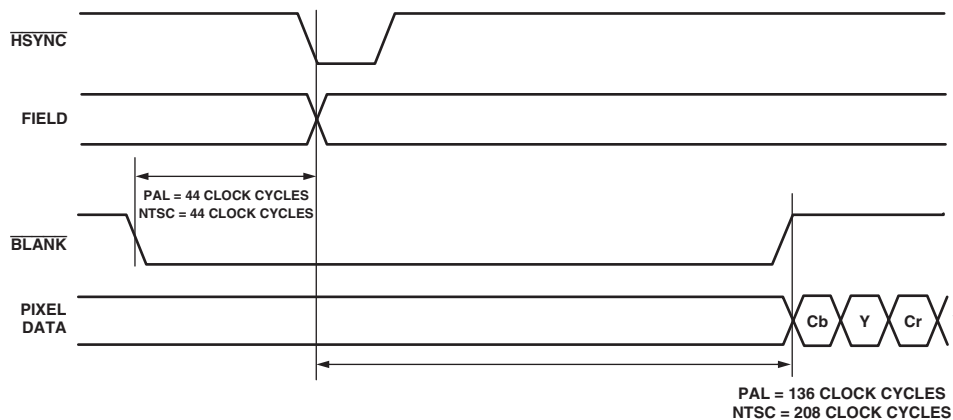 HSYNC
FIELD
PAL = 44 CLOCK CYCLES
NTSC = 44 CLOCK CYCLES
BLANK
PIXEL
DATA
Cb Y Cr
PAL = 136 CLOCK CYCLES
NTSC = 208 CLOCK CYCLES